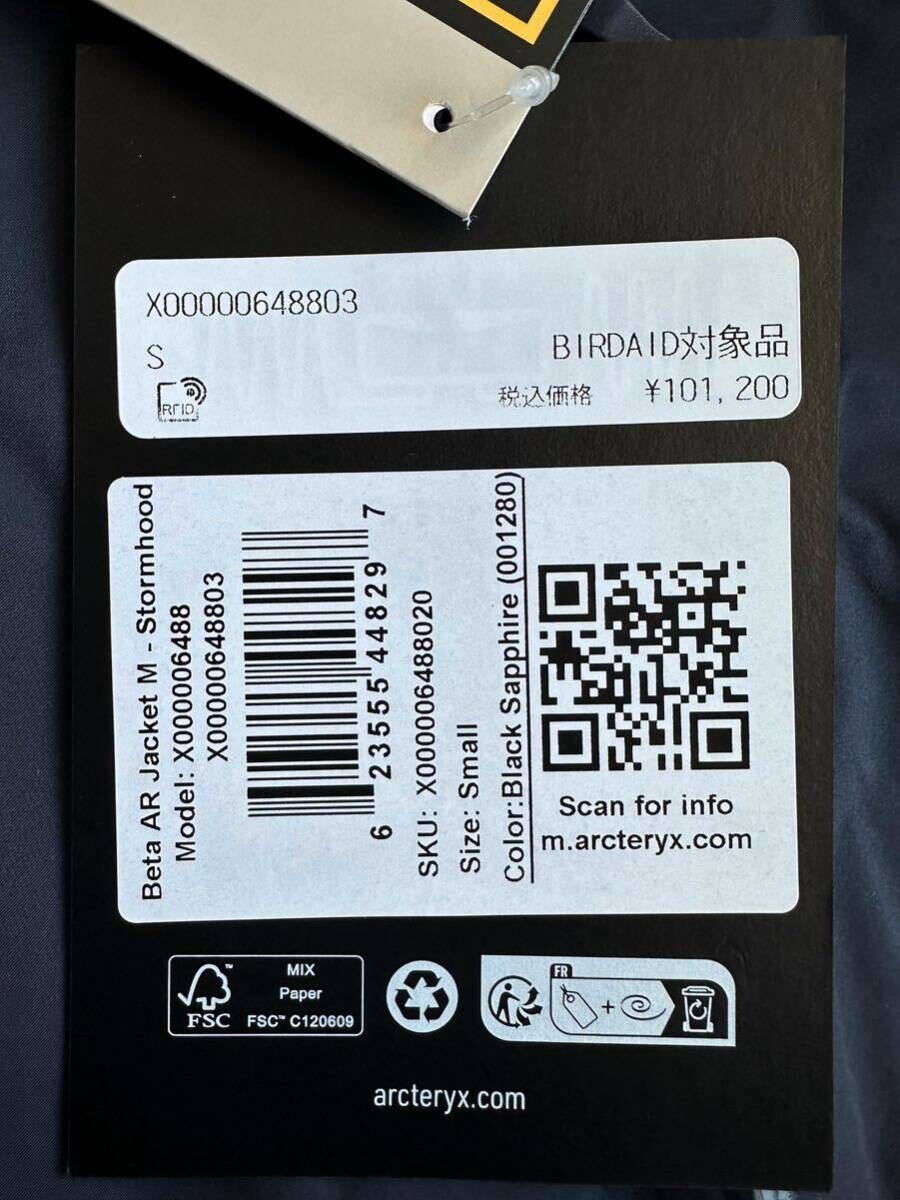 X00000648803
S
BIRDAID対象品
RFID
税込価格 ¥101,200
Beta AR Jacket M - Stormhood
Model: X000006488
X00000648803
6 23555 44829 7
SKU: X000006488020
Size: Small
Color:Black Sapphire (001280)
Scan for info
m.arcteryx.com
FSC™
MIX
Paper
FSC™ C120609
FR
arcteryx.com